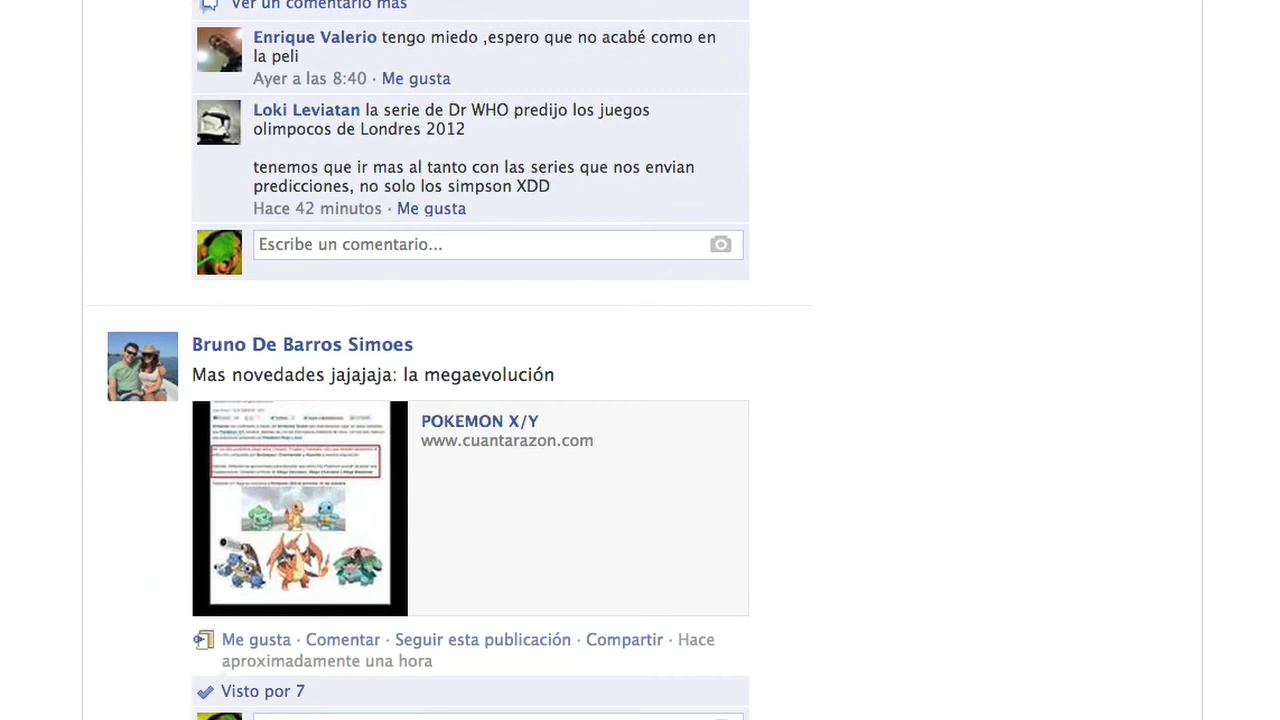 Ver un comentario más
Enrique Valerio tengo miedo ,espero que no acabé como en
la peli
Ayer a las 8:40 · Me gusta
Loki Leviatan la serie de Dr WHO predijo los juegos
olimpocos de Londres 2012
tenemos que ir mas al tanto con las series que nos envian
predicciones, no solo los simpson XDD
Hace 42 minutos · Me gusta
Escribe un comentario...
Bruno De Barros Simoes
Mas novedades jajajaja: la megaevolución
POKEMON X/Y
www.cuantarazon.com
Me gusta · Comentar · Seguir esta publicación · Compartir · Hace
aproximadamente una hora
Visto por 7